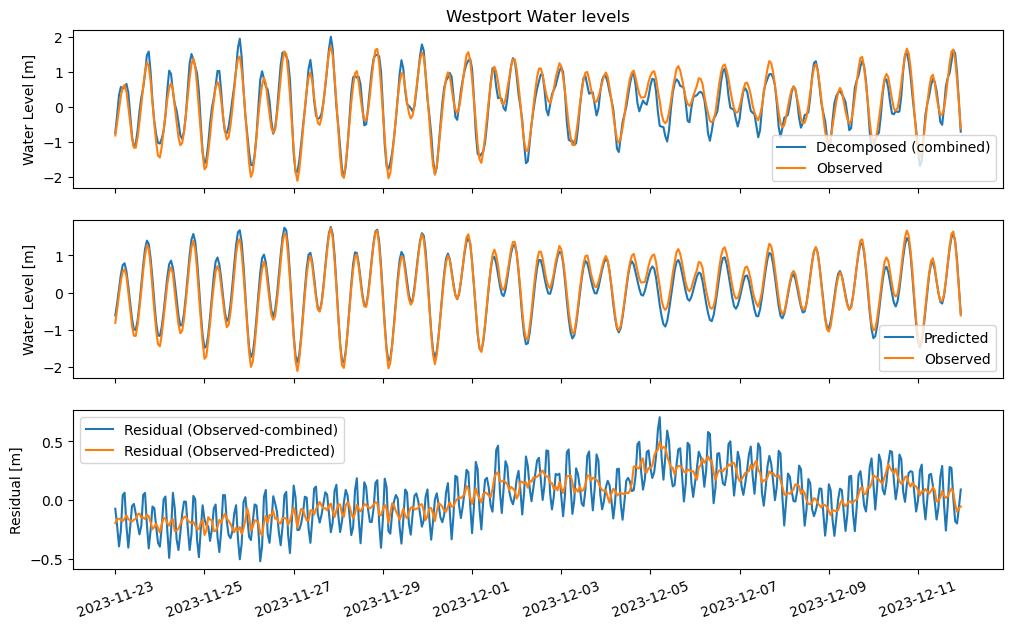 Westport Water levels
Water Level [m]
2
1
0
−1
−2
Decomposed (combined)
Observed
Water Level [m]
1
0
−1
−2
Predicted
Observed
Residual [m]
0.5
0.0
−0.5
Residual (Observed-combined)
Residual (Observed-Predicted)
2023-11-23
2023-11-25
2023-11-27
2023-11-29
2023-12-01
2023-12-03
2023-12-05
2023-12-07
2023-12-09
2023-12-11